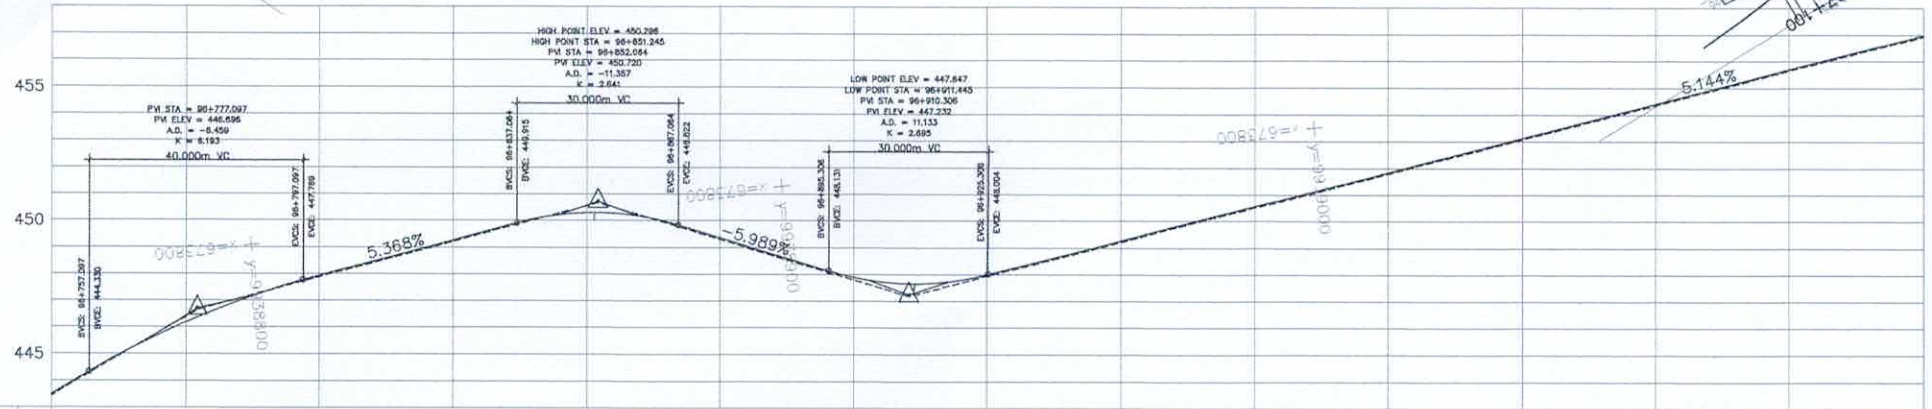 455
450
445
PVI STA = 96+777.097
PVI ELEV = 446.696
A.D. = -6.459
K = 6.193
40.000m VC
BVCS: 96+757.097
BVCE: 444.330
EVCS: 96+797.097
EVCE: 447.769
5.368%
HIGH POINT ELEV = 450.298
HIGH POINT STA = 96+851.245
PVI STA = 96+852.064
PVI ELEV = 450.720
A.D. = -11.357
K = 2.641
30.000m VC
BVCS: 96+837.064
BVCE: 449.915
EVCS: 96+867.064
EVCE: 449.822
-5.989%
LOW POINT ELEV = 447.647
LOW POINT STA = 96+911.445
PVI STA = 96+910.306
PVI ELEV = 447.232
A.D. = 11.133
K = 2.695
30.000m VC
BVCS: 96+895.306
BVCE: 448.131
EVCS: 96+925.306
EVCE: 448.004
5.144%
x=673800
x=673800
x=673800
+100